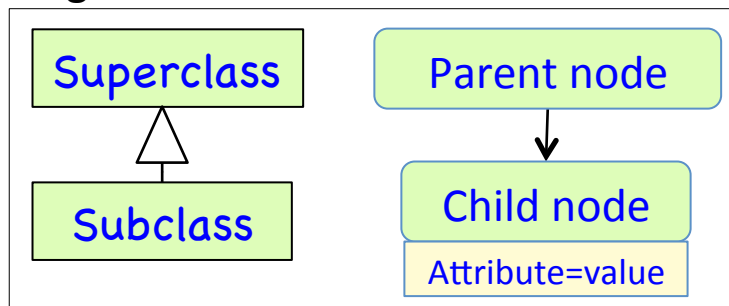 Superclass
Subclass
Parent node
Child node
Attribute=value